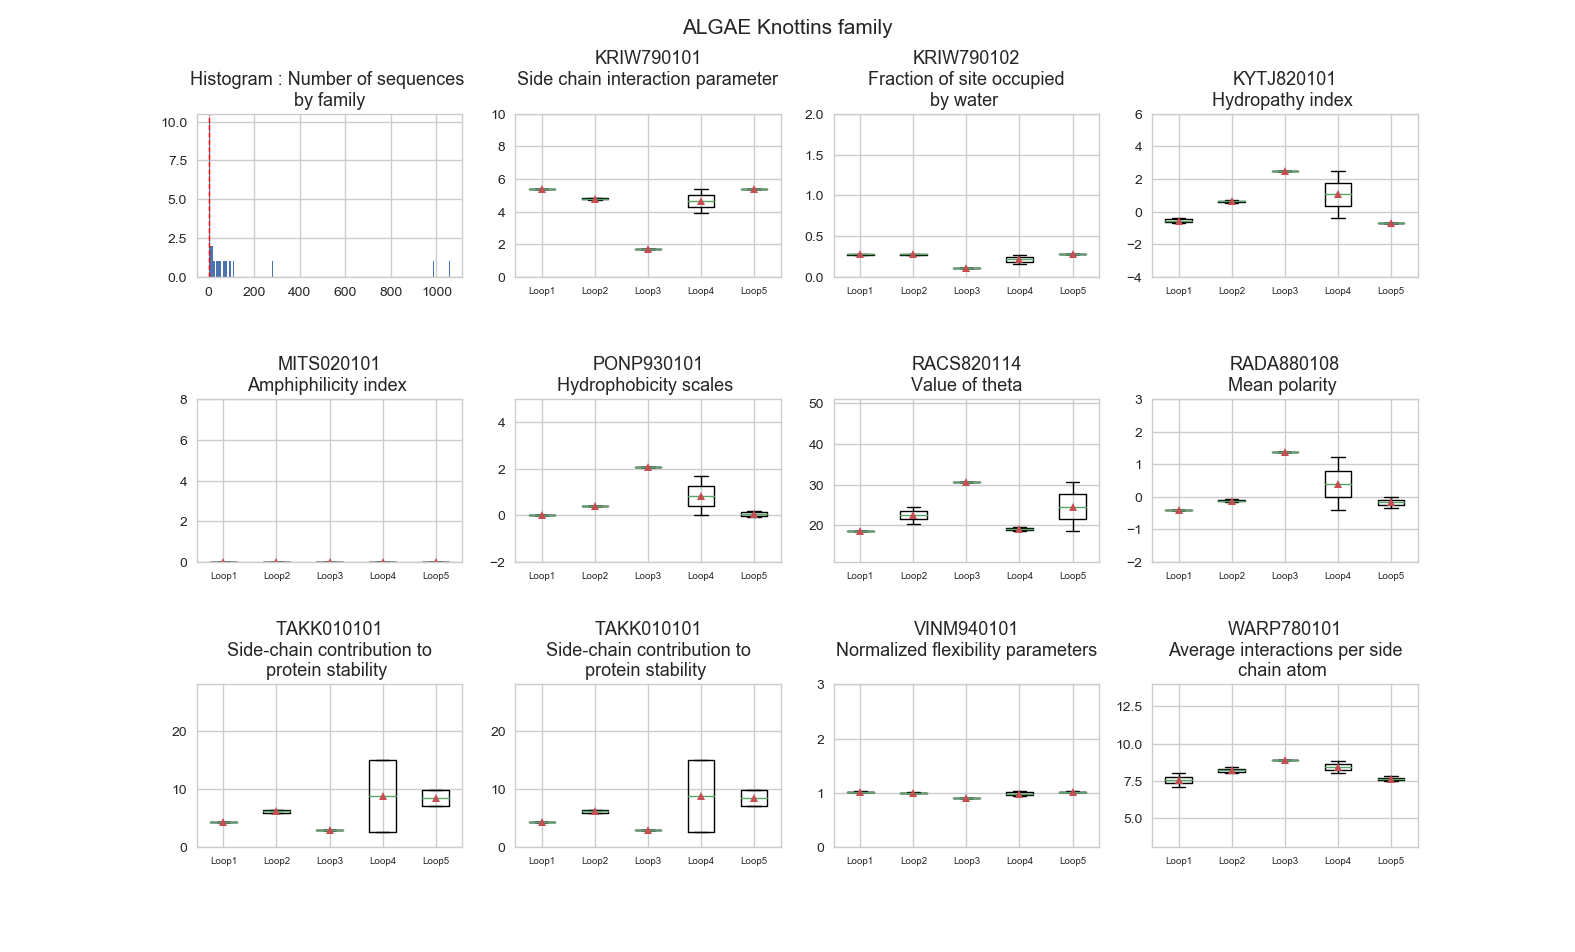 ALGAE Knottins family
Histogram : Number of sequences
by family
10.0
7.5
5.0
2.5
0.0
0 200 400 600 800 1000
KRIW790101
Side chain interaction parameter
10
8
6
4
2
0
Loop1 Loop2 Loop3 Loop4 Loop5
KRIW790102
Fraction of site occupied
by water
2.0
1.5
1.0
0.5
0.0
Loop1 Loop2 Loop3 Loop4 Loop5
KYTJ820101
Hydropathy index
6
4
2
0
−2
−4
Loop1 Loop2 Loop3 Loop4 Loop5
MITS020101
Amphiphilicity index
8
6
4
2
0
Loop1 Loop2 Loop3 Loop4 Loop5
PONP930101
Hydrophobicity scales
4
2
0
−2
Loop1 Loop2 Loop3 Loop4 Loop5
RACS820114
Value of theta
50
40
30
20
Loop1 Loop2 Loop3 Loop4 Loop5
RADA880108
Mean polarity
3
2
1
0
−1
−2
Loop1 Loop2 Loop3 Loop4 Loop5
TAKK010101
Side-chain contribution to
protein stability
20
10
0
Loop1 Loop2 Loop3 Loop4 Loop5
TAKK010101
Side-chain contribution to
protein stability
20
10
0
Loop1 Loop2 Loop3 Loop4 Loop5
VINM940101
Normalized flexibility parameters
3
2
1
0
Loop1 Loop2 Loop3 Loop4 Loop5
WARP780101
Average interactions per side
chain atom
12.5
10.0
7.5
5.0
Loop1 Loop2 Loop3 Loop4 Loop5